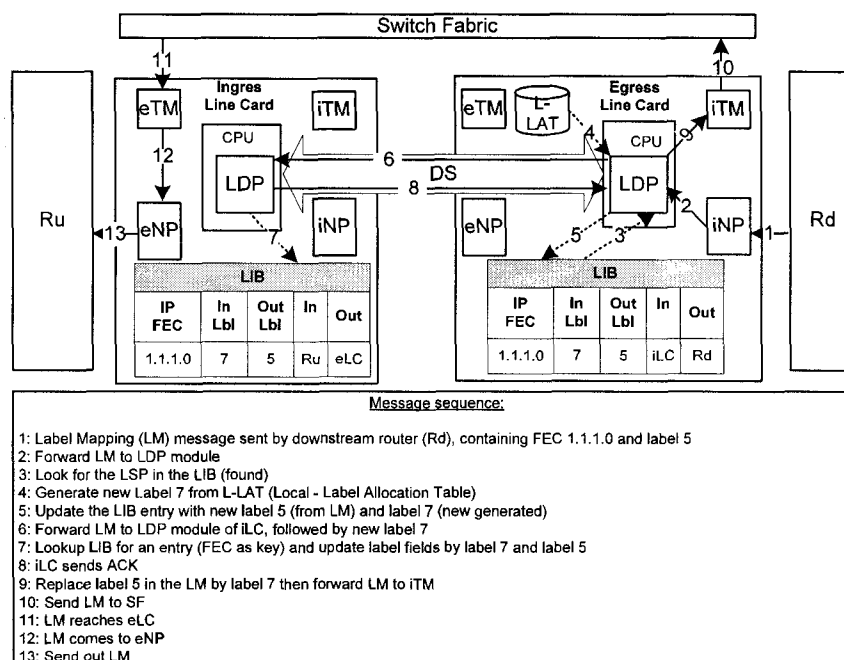 Switch Fabric
11
10
Ingres
Line Card
Egress
Line Card
eTM
iTM
eTM
L-
LAT
iTM
CPU
CPU
4
9
12
6
LDP
DS
LDP
8
2
Ru
Rd
13
eNP
7
iNP
eNP
5
3
iNP
1
LIB
LIB
IP
FEC
In
Lbl
Out
Lbl
In
Out
IP
FEC
In
Lbl
Out
Lbl
In
Out
1.1.1.0 7 5 Ru eLC
1.1.1.0 7 5 iLC Rd
Message sequence:
1: Label Mapping (LM) message sent by downstream router (Rd), containing FEC 1.1.1.0 and label 5
2: Forward LM to LDP module
3: Look for the LSP in the LIB (found)
4: Generate new Label 7 from L-LAT (Local - Label Allocation Table)
5: Update the LIB entry with new label 5 (from LM) and label 7 (new generated)
6: Forward LM to LDP module of iLC, followed by new label 7
7: Lookup LIB for an entry (FEC as key) and update label fields by label 7 and label 5
8: iLC sends ACK
9: Replace label 5 in the LM by label 7 then forward LM to iTM
10: Send LM to SF
11: LM reaches eLC
12: LM comes to eNP
13: Send out LM